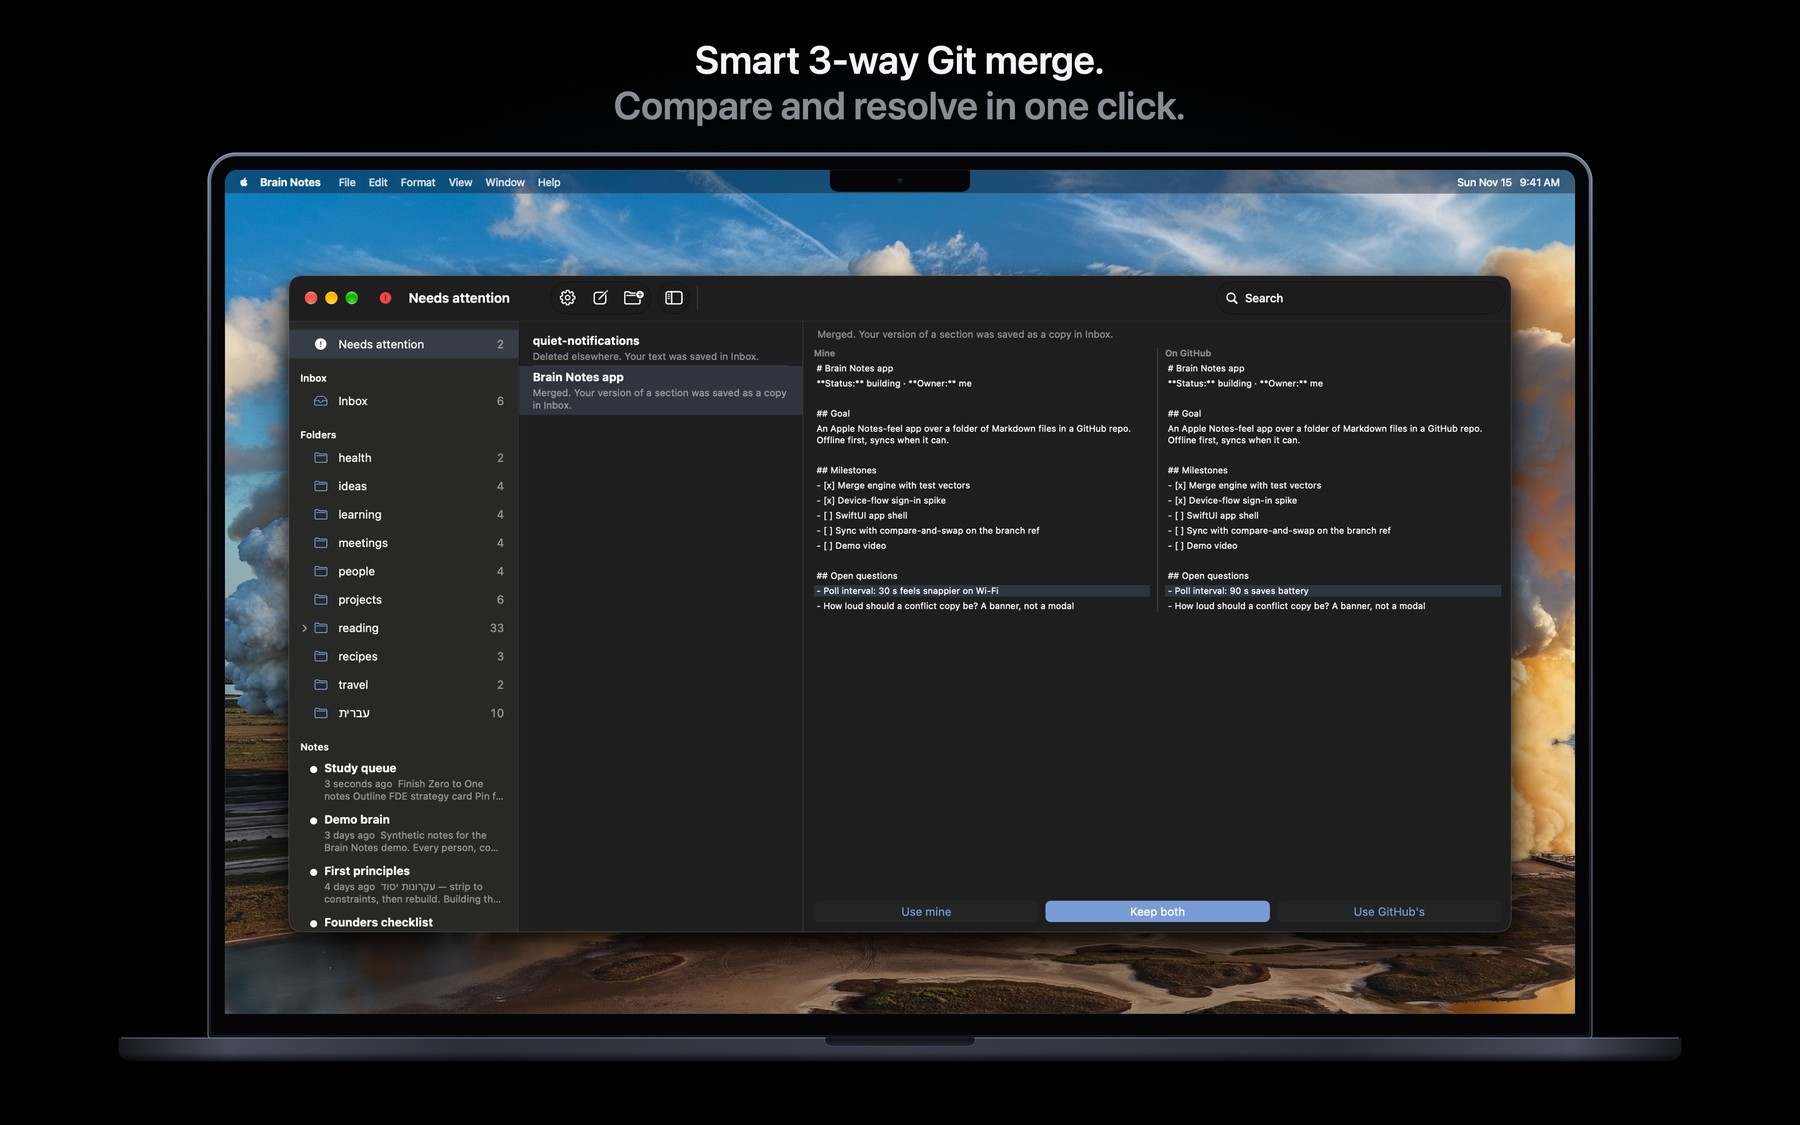 Smart 3-way Git merge.
Compare and resolve in one click.
Brain Notes File Edit Format View Window Help
Sun Nov 15 9:41 AM
Needs attention
Search
Needs attention 2
Inbox
Inbox 6
Folders
health 2
ideas 4
learning 4
meetings 4
people 4
projects 6
reading 33
recipes 3
travel 2
עברית 10
Notes
Study queue
3 seconds ago Finish Zero to One
notes Outline FDE strategy card Pin f...
Demo brain
3 days ago Synthetic notes for the
Brain Notes demo. Every person, co...
First principles
4 days ago עקרונות יסוד — strip to
constraints, then rebuild. Building th...
Founders checklist
quiet-notifications
Deleted elsewhere. Your text was saved in Inbox.
Brain Notes app
Merged. Your version of a section was saved as a copy
in Inbox.
Merged. Your version of a section was saved as a copy in Inbox.
Mine
# Brain Notes app
**Status:** building · **Owner:** me
## Goal
An Apple Notes-feel app over a folder of Markdown files in a GitHub repo.
Offline first, syncs when it can.
## Milestones
- [x] Merge engine with test vectors
- [x] Device-flow sign-in spike
- [ ] SwiftUI app shell
- [ ] Sync with compare-and-swap on the branch ref
- [ ] Demo video
## Open questions
- Poll interval: 30 s feels snappier on Wi-Fi
- How loud should a conflict copy be? A banner, not a modal
On GitHub
# Brain Notes app
**Status:** building · **Owner:** me
## Goal
An Apple Notes-feel app over a folder of Markdown files in a GitHub repo.
Offline first, syncs when it can.
## Milestones
- [x] Merge engine with test vectors
- [x] Device-flow sign-in spike
- [ ] SwiftUI app shell
- [ ] Sync with compare-and-swap on the branch ref
- [ ] Demo video
## Open questions
- Poll interval: 90 s saves battery
- How loud should a conflict copy be? A banner, not a modal
Use mine
Keep both
Use GitHub's